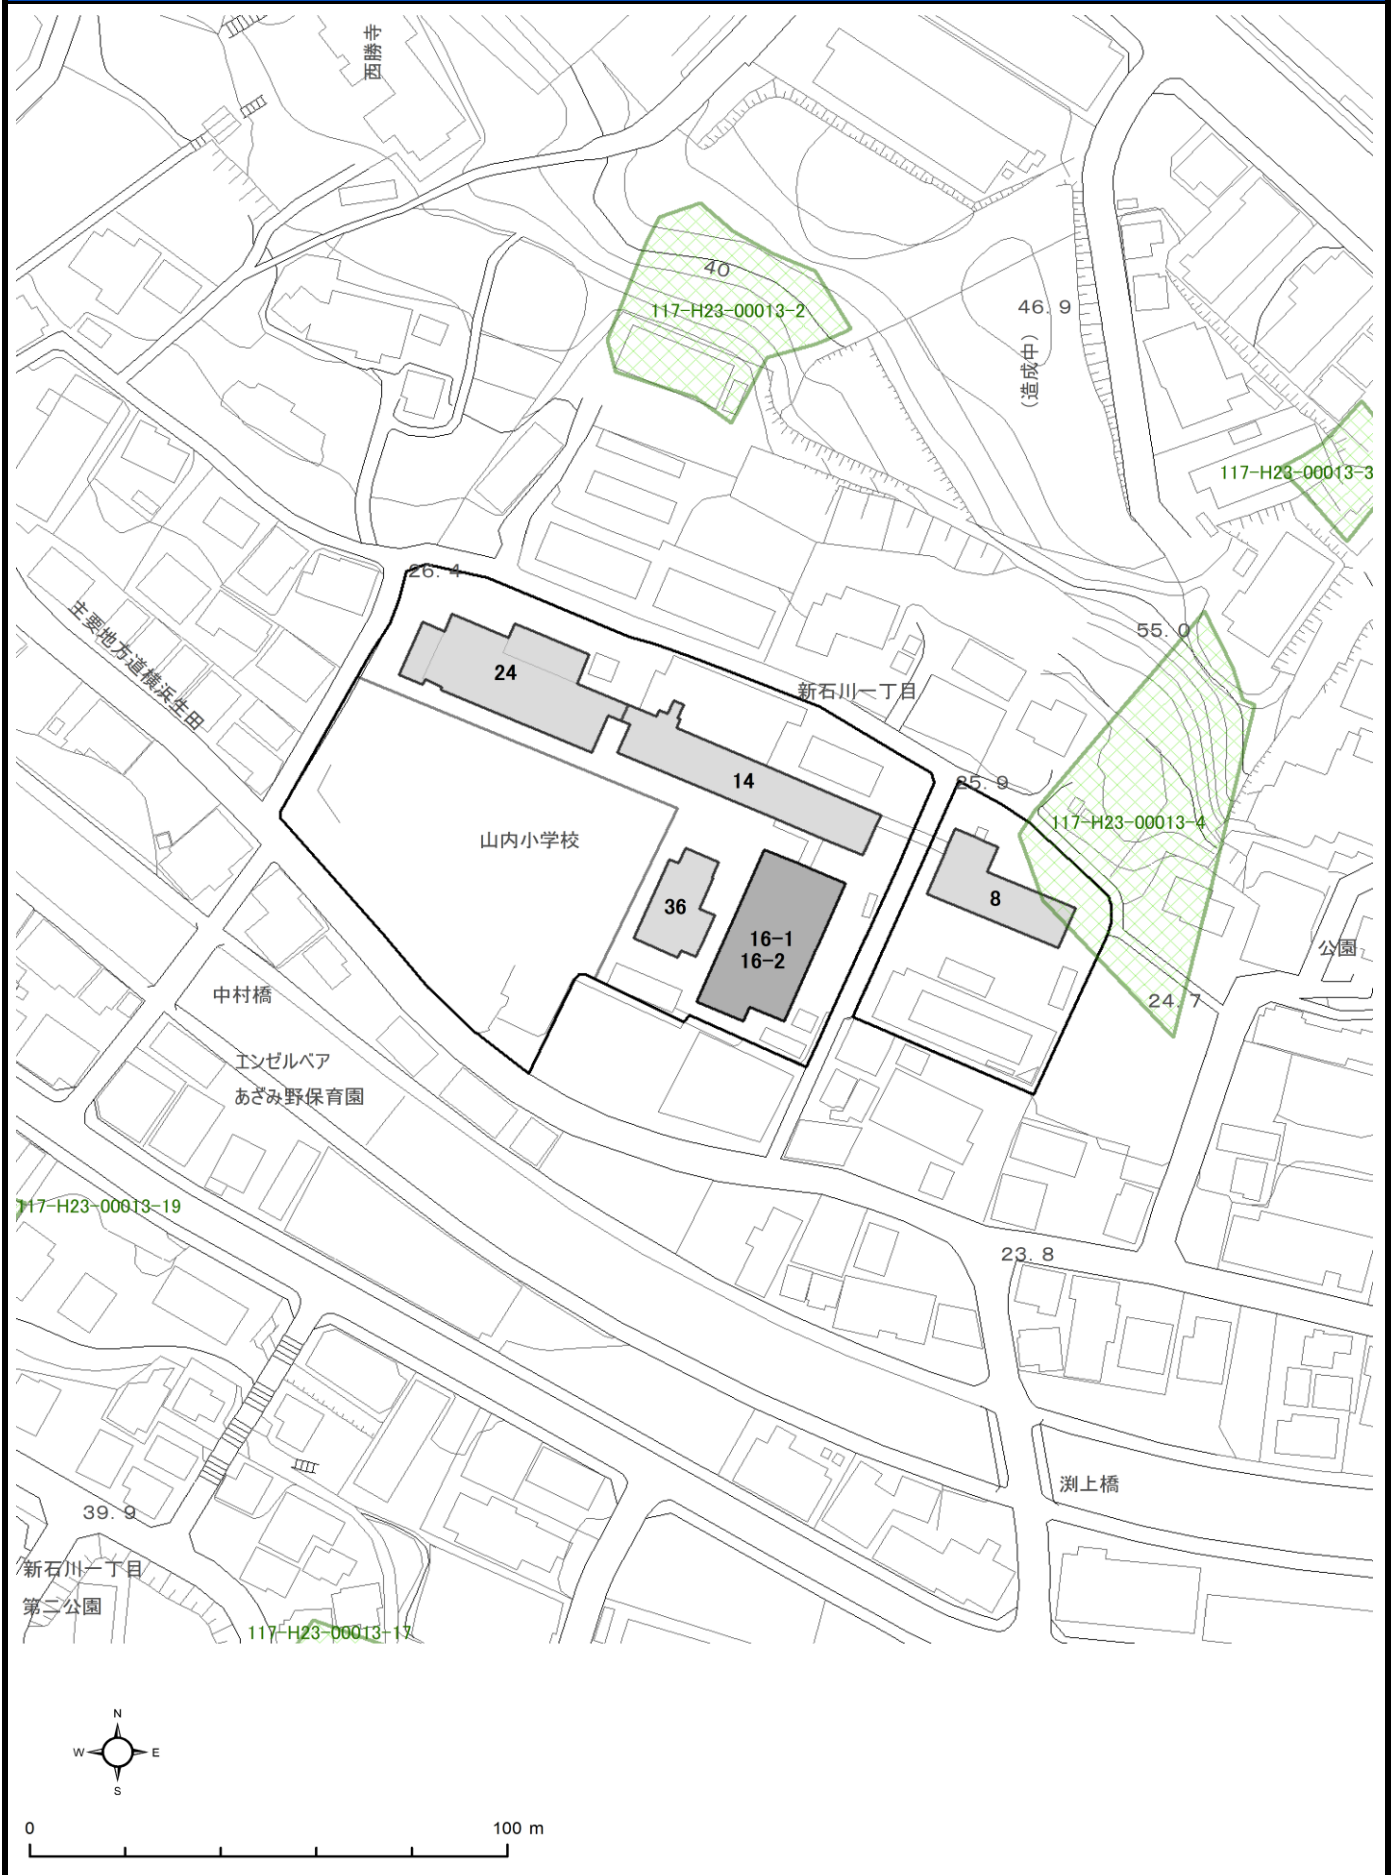 西勝寺
40
117-H23-00013-2
46.9
(造成中)
117-H23-00013-3
26.4
主要地方道横浜生田
55.0
24
新石川一丁目
14
25.9
117-H23-00013-4
山内小学校
8
36
16-1
16-2
公園
中村橋
24.7
エンゼルベア
あざみ野保育園
117-H23-00013-19
23.8
渕上橋
39.9
新石川一丁目
第二公園
117-H23-00013-17
N
W
E
S
0
100 m